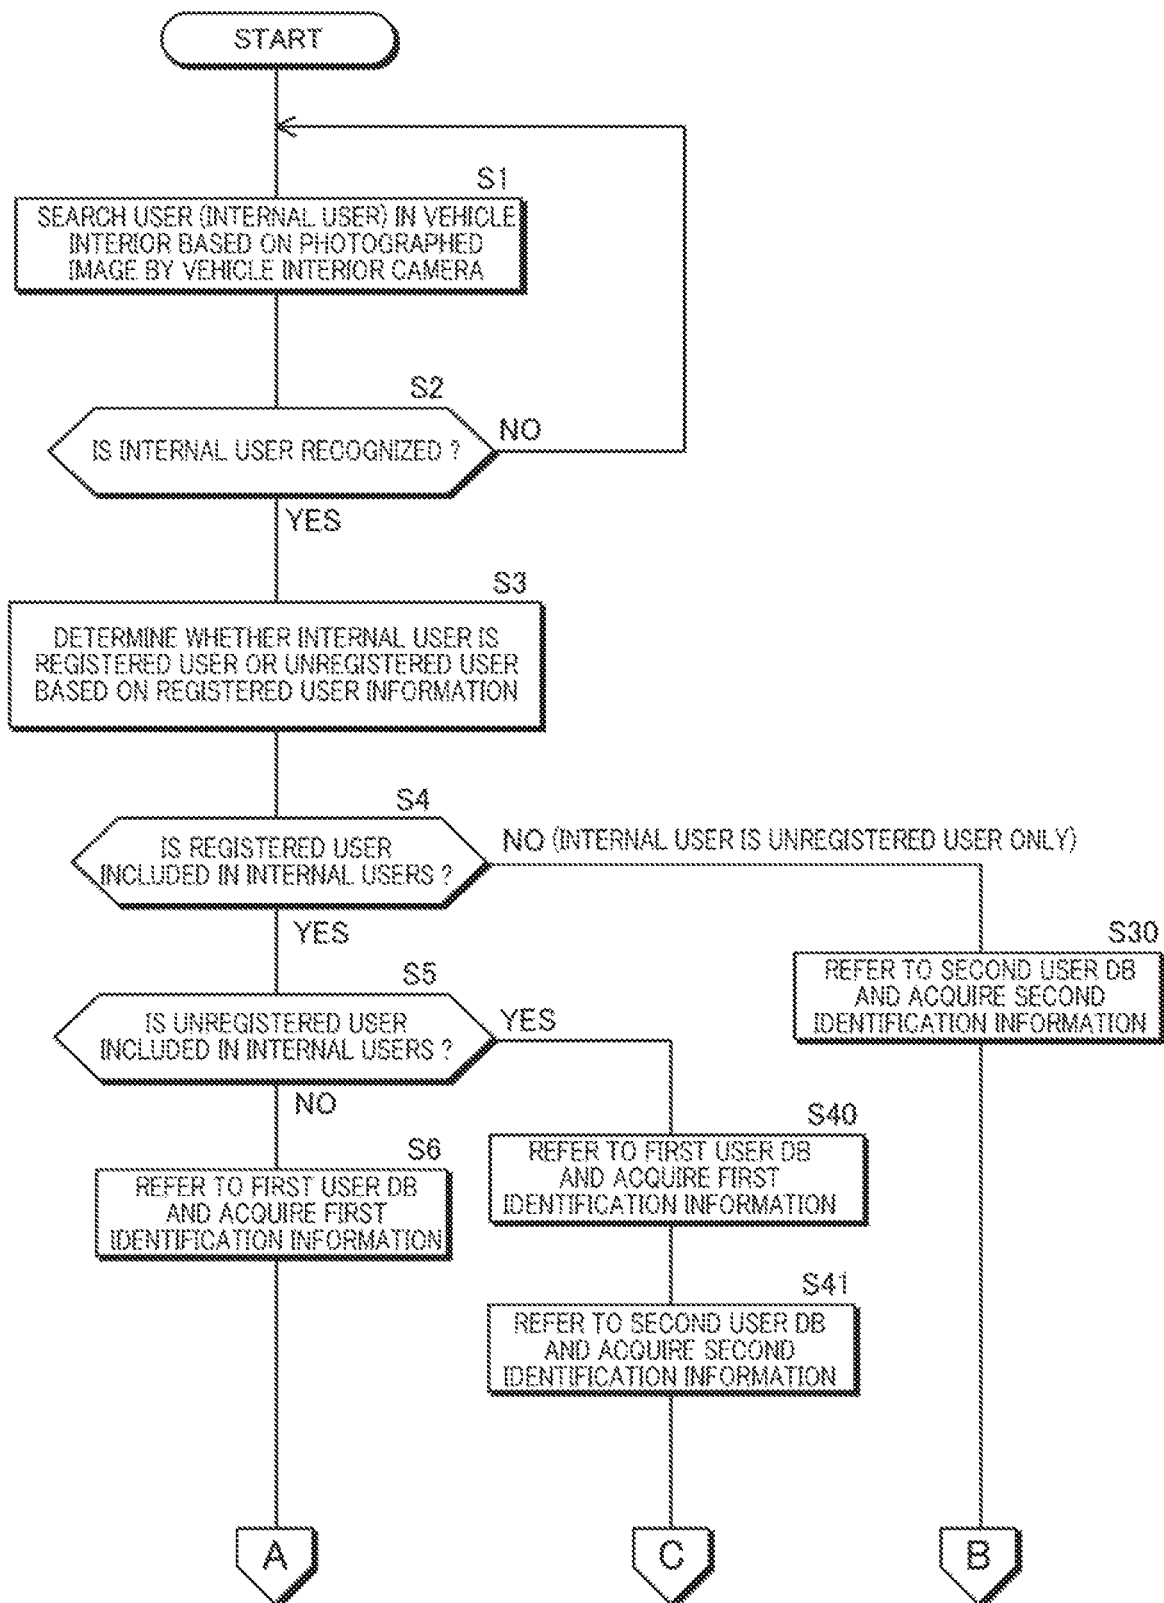 START
S1
SEARCH USER (INTERNAL USER) IN VEHICLE
INTERIOR BASED ON PHOTOGRAPHED
IMAGE BY VEHICLE INTERIOR CAMERA
S2
IS INTERNAL USER RECOGNIZED ?
NO
YES
S3
DETERMINE WHETHER INTERNAL USER IS
REGISTERED USER OR UNREGISTERED USER
BASED ON REGISTERED USER INFORMATION
S4
IS REGISTERED USER
INCLUDED IN INTERNAL USERS ?
NO (INTERNAL USER IS UNREGISTERED USER ONLY)
YES
S30
REFER TO SECOND USER DB
AND ACQUIRE SECOND
IDENTIFICATION INFORMATION
S5
IS UNREGISTERED USER
INCLUDED IN INTERNAL USERS ?
YES
NO
S40
REFER TO FIRST USER DB
AND ACQUIRE FIRST
IDENTIFICATION INFORMATION
S6
REFER TO FIRST USER DB
AND ACQUIRE FIRST
IDENTIFICATION INFORMATION
S41
REFER TO SECOND USER DB
AND ACQUIRE SECOND
IDENTIFICATION INFORMATION
A
C
B